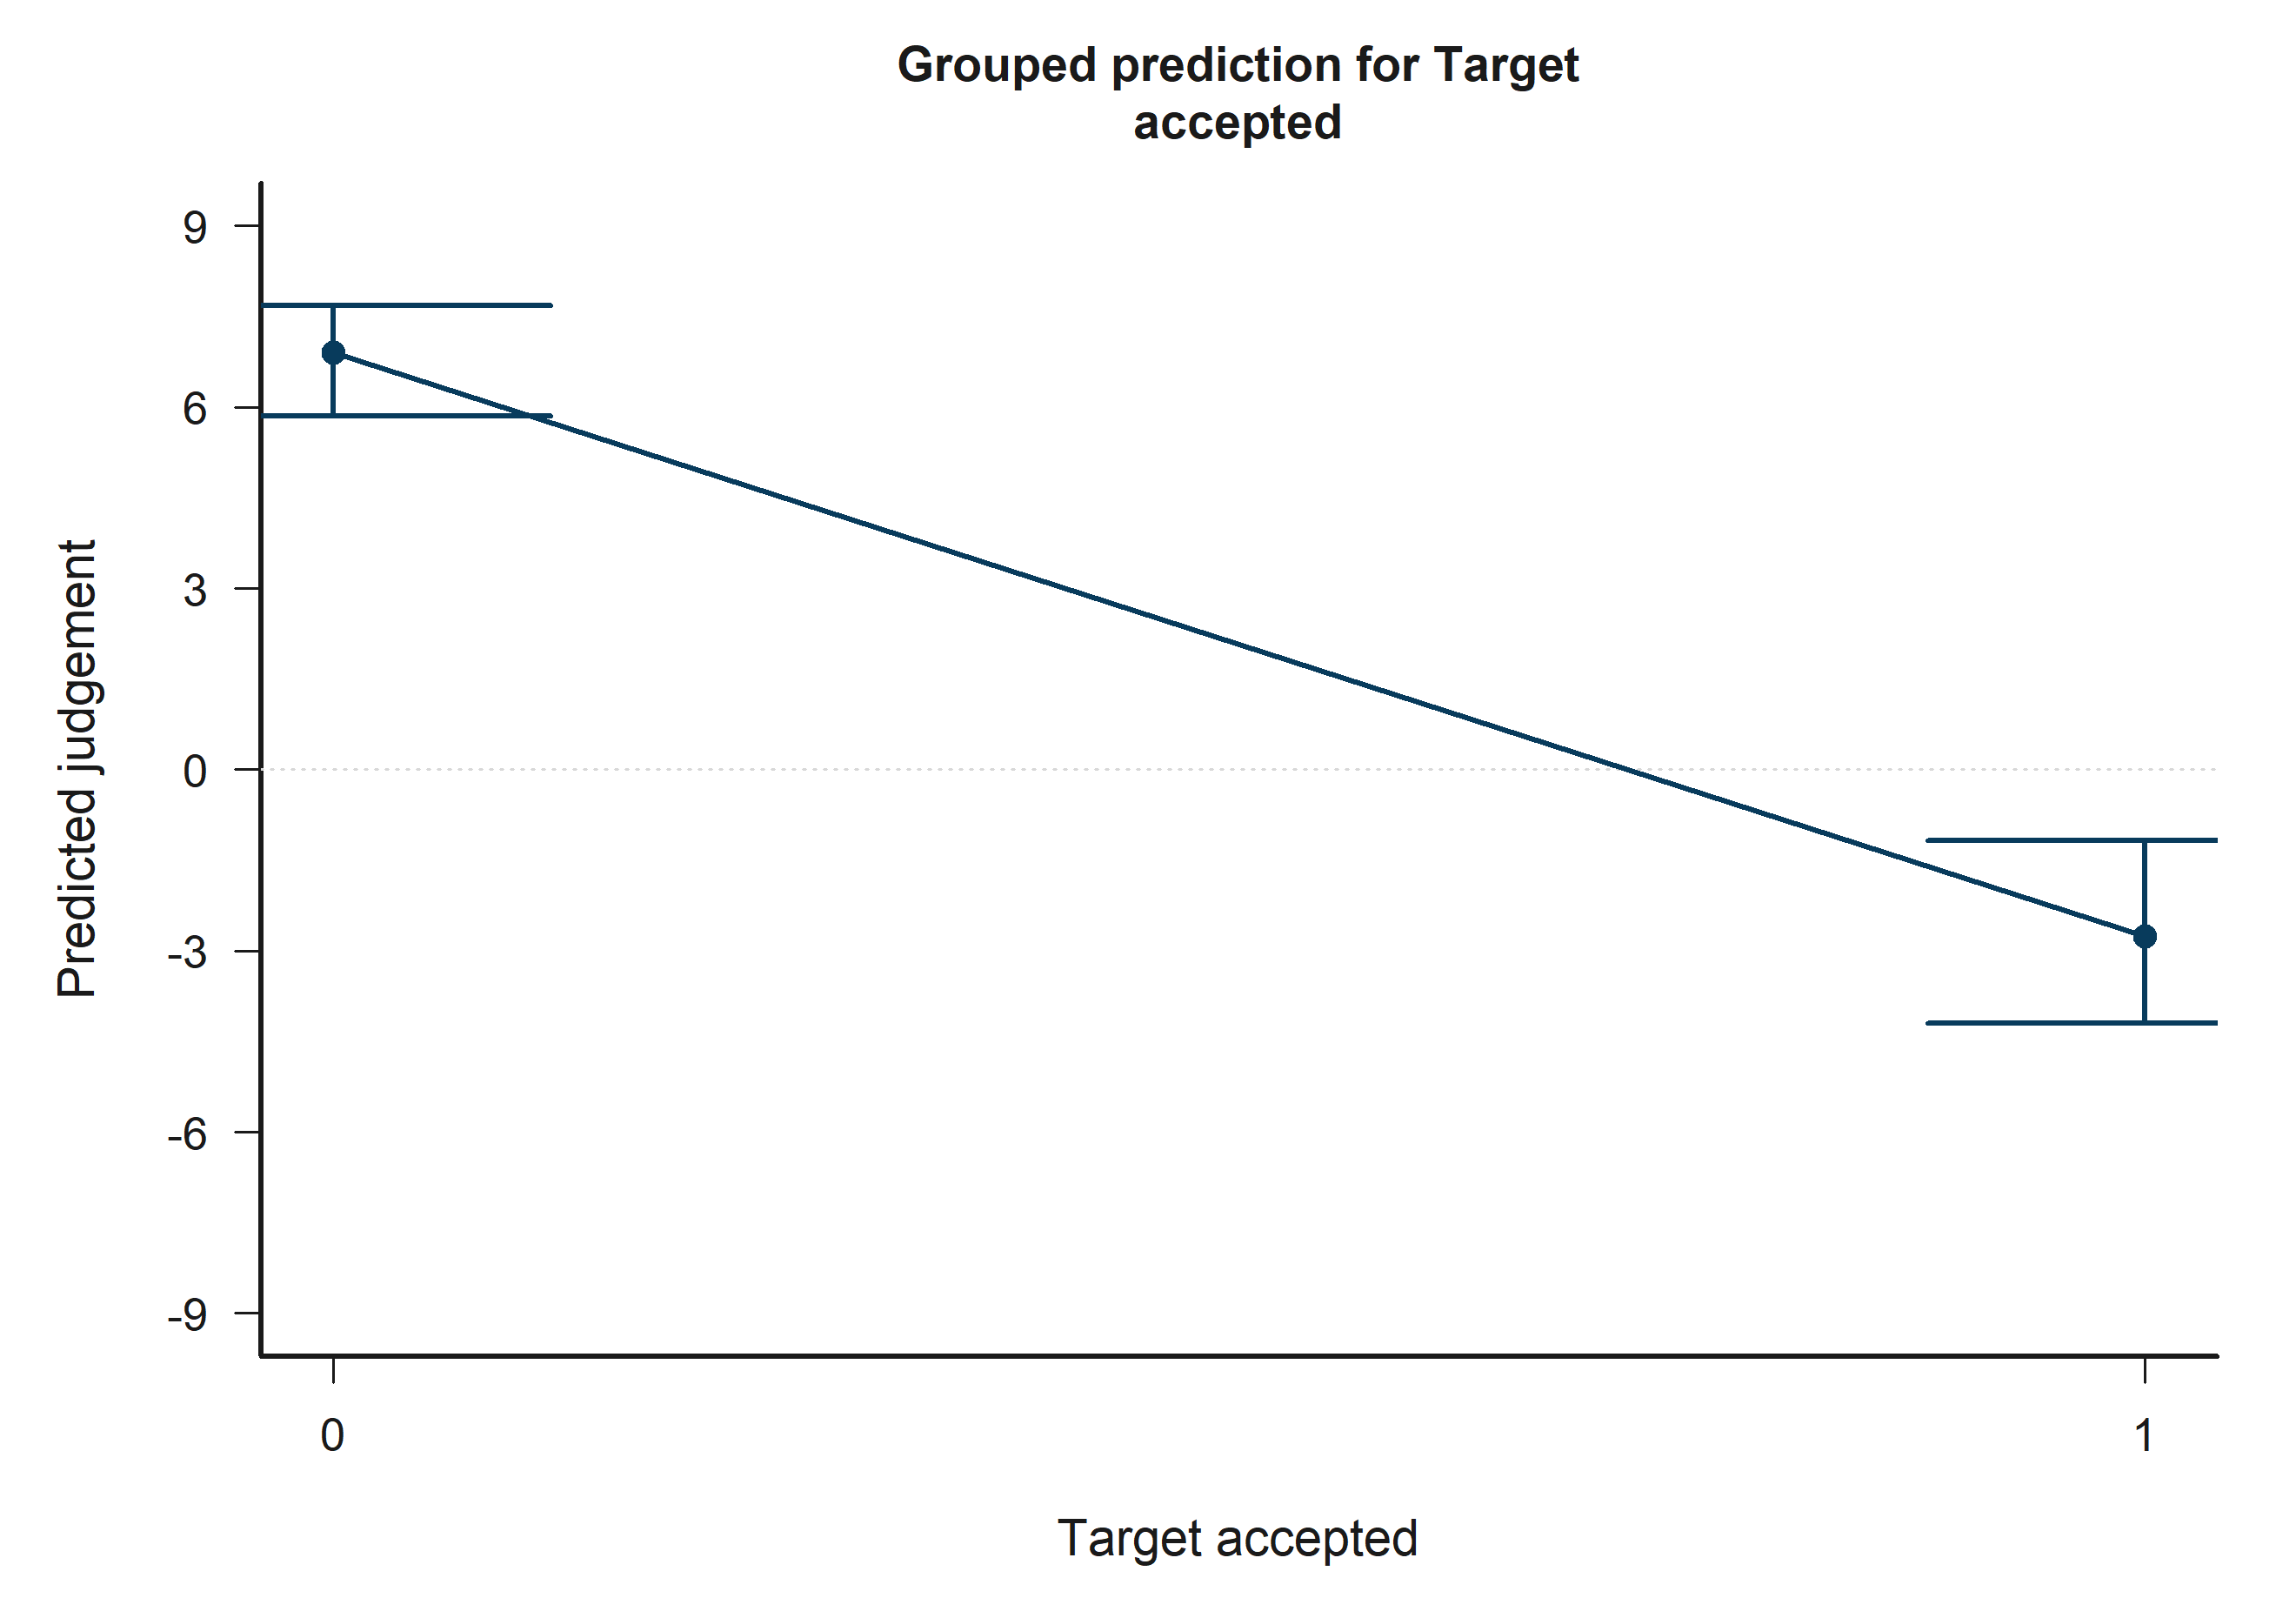 Grouped prediction for Target
accepted
Predicted judgement
9
6
3
0
-3
-6
-9
0
1
Target accepted